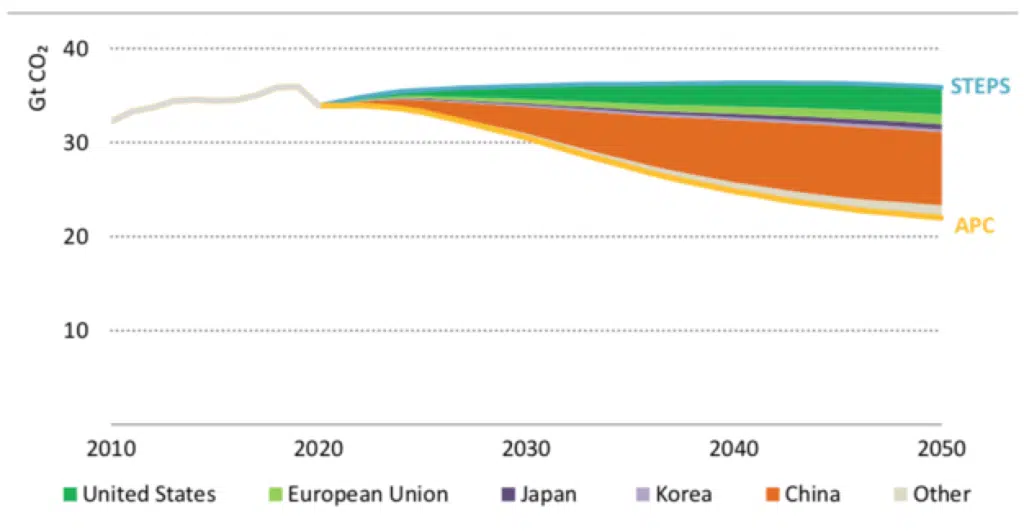 Gt CO₂
40
30
20
10
STEPS
APC
2010 2020 2030 2040 2050
United States European Union Japan Korea China Other